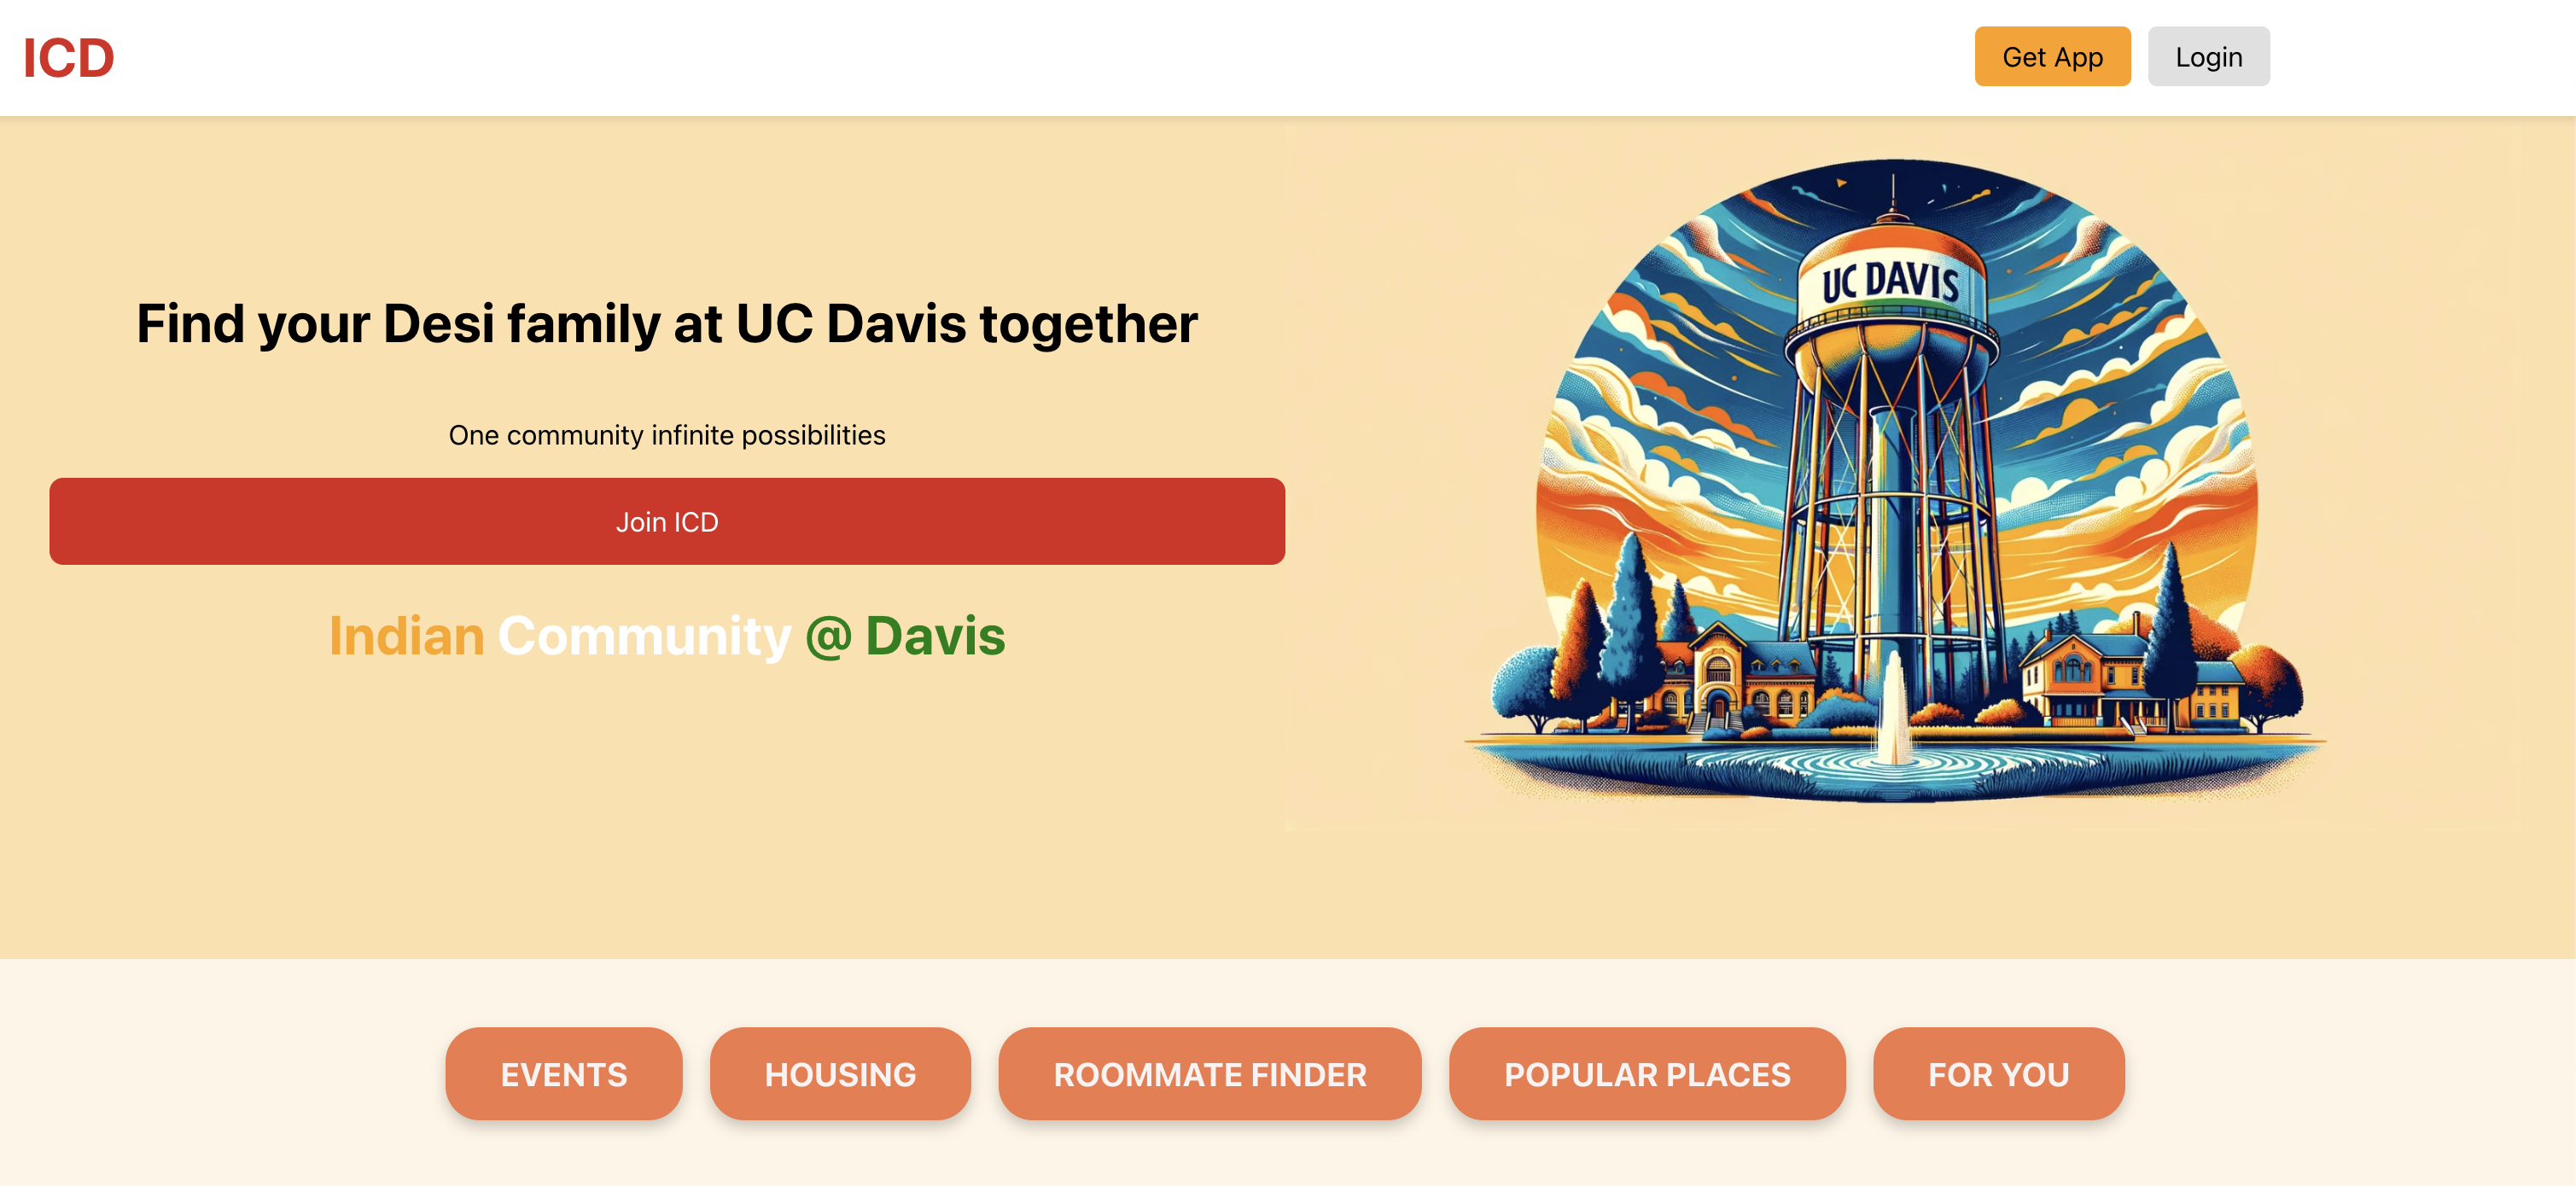 ICD
Get App
Login
Find your Desi family at UC Davis together
One community infinite possibilities
Join ICD
Indian Community @ Davis
UC DAVIS
EVENTS
HOUSING
ROOMMATE FINDER
POPULAR PLACES
FOR YOU